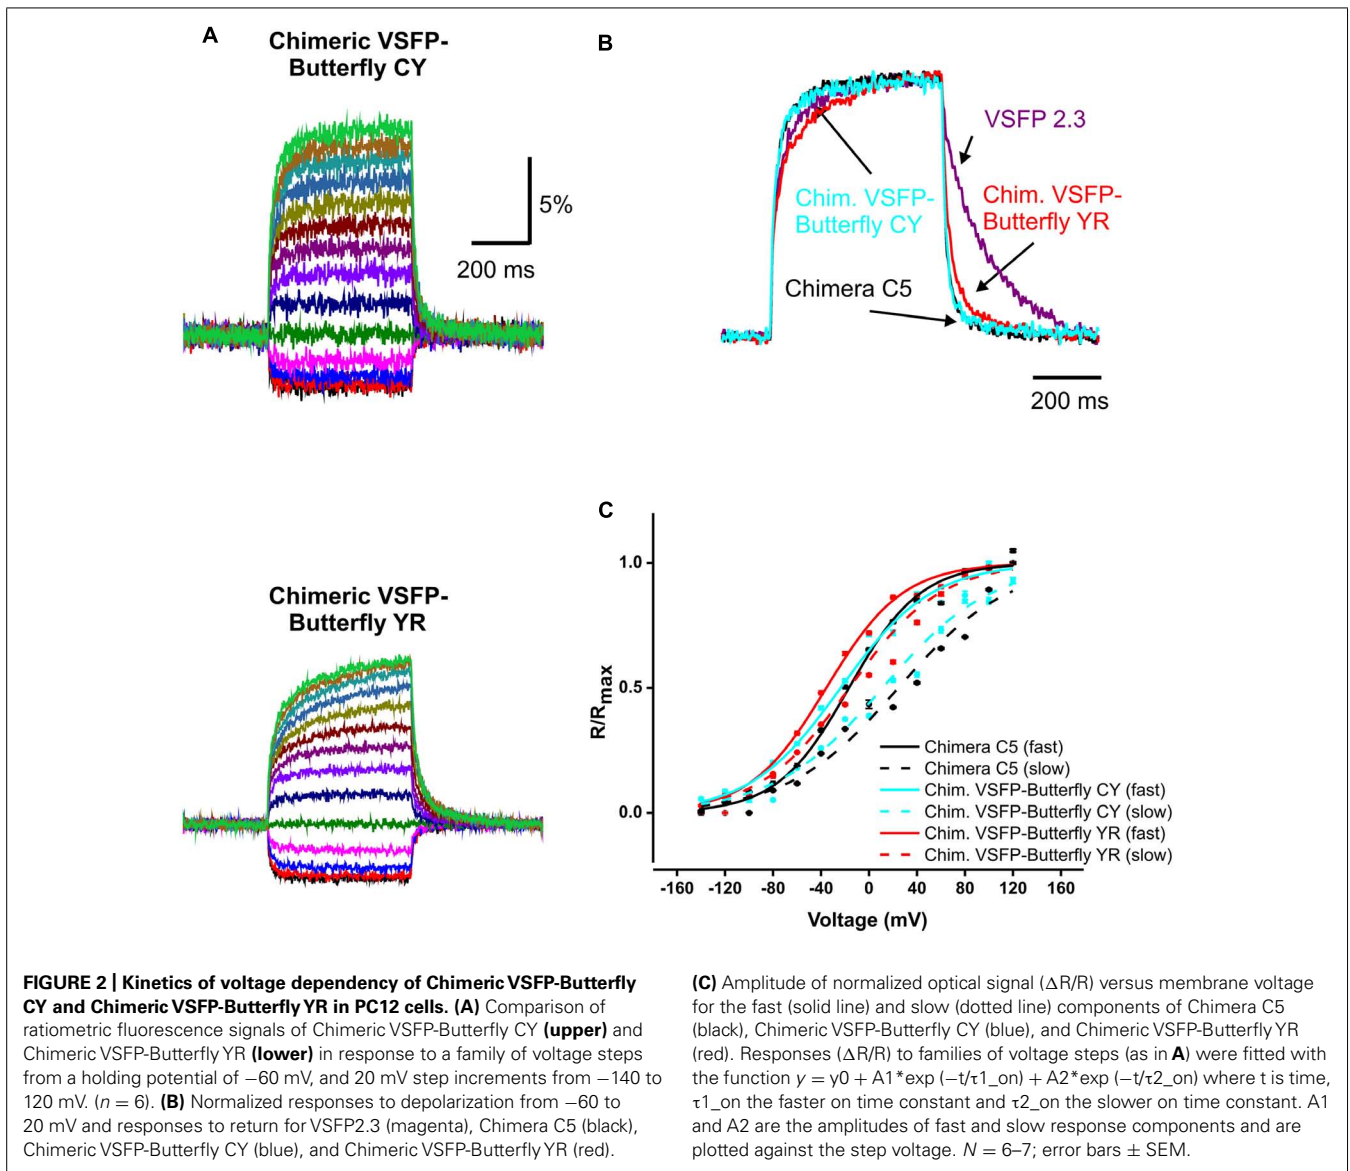 A
Chimeric VSFP-
Butterfly CY
5%
200 ms
B
VSFP 2.3
Chim. VSFP-
Butterfly CY
Chim. VSFP-
Butterfly YR
Chimera C5
200 ms
Chimeric VSFP-
Butterfly YR
C
R/Rmax
1.0
0.5
0.0
Chimera C5 (fast)
Chimera C5 (slow)
Chim. VSFP-Butterfly CY (fast)
Chim. VSFP-Butterfly CY (slow)
Chim. VSFP-Butterfly YR (fast)
Chim. VSFP-Butterfly YR (slow)
-160 -120 -80 -40 0 40 80 120 160
Voltage (mV)
FIGURE 2 | Kinetics of voltage dependency of Chimeric VSFP-Butterfly
CY and Chimeric VSFP-Butterfly YR in PC12 cells. (A) Comparison of
ratiometric fluorescence signals of Chimeric VSFP-Butterfly CY (upper) and
Chimeric VSFP-Butterfly YR (lower) in response to a family of voltage steps
from a holding potential of −60 mV, and 20 mV step increments from −140 to
120 mV. (n = 6). (B) Normalized responses to depolarization from −60 to
20 mV and responses to return for VSFP2.3 (magenta), Chimera C5 (black),
Chimeric VSFP-Butterfly CY (blue), and Chimeric VSFP-Butterfly YR (red).
(C) Amplitude of normalized optical signal (ΔR/R) versus membrane voltage
for the fast (solid line) and slow (dotted line) components of Chimera C5
(black), Chimeric VSFP-Butterfly CY (blue), and Chimeric VSFP-Butterfly YR
(red). Responses (ΔR/R) to families of voltage steps (as in A) were fitted with
the function y = y0 + A1*exp (−t/τ1_on) + A2*exp (−t/τ2_on) where t is time,
τ1_on the faster on time constant and τ2_on the slower on time constant. A1
and A2 are the amplitudes of fast and slow response components and are
plotted against the step voltage. N = 6–7; error bars ± SEM.